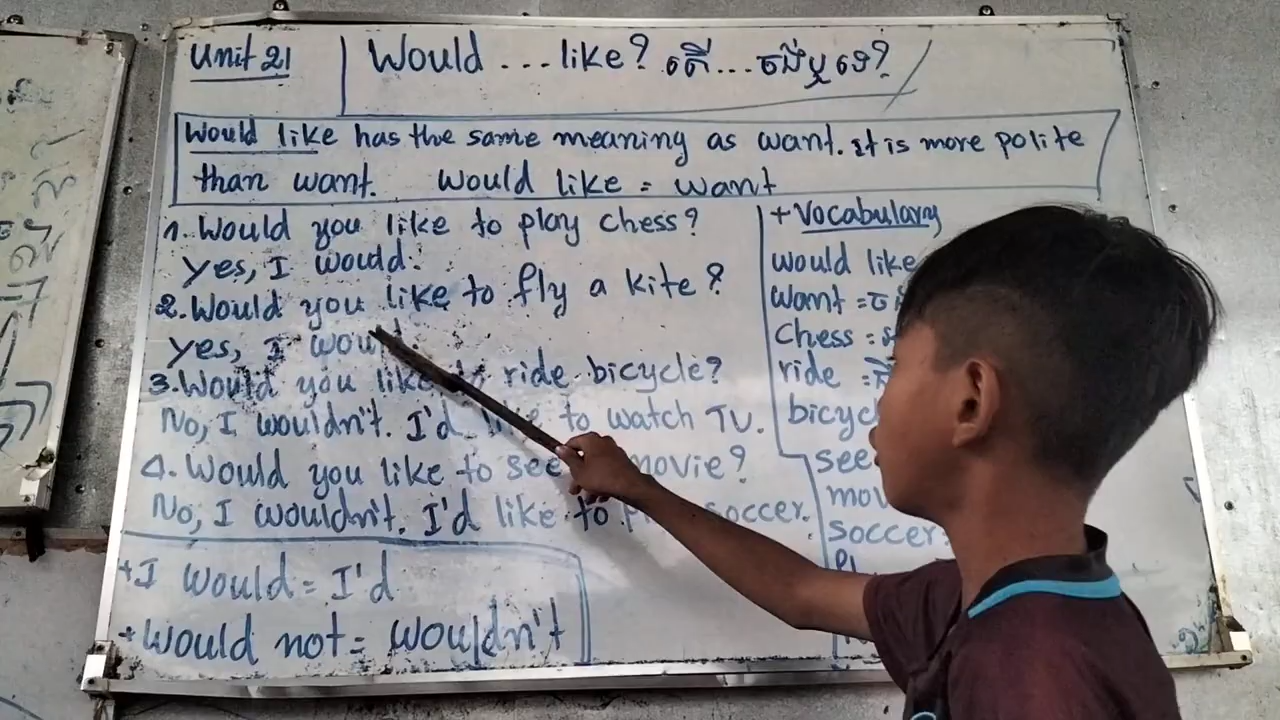 Unit 21
Would ... like? តើ...ចង់ឬទេ?
Would like has the same meaning as want. It is more polite
than want. Would like = want
1. Would you like to play chess?
Yes, I would.
2. Would you like to fly a kite?
Yes, I would.
3. Would you like to ride bicycle?
No, I wouldn't. I'd like to watch TV.
4. Would you like to see movie?
No, I wouldn't. I'd like to soccer.
+I would = I'd
+would not = wouldn't
+ Vocabulary
would like
want =
Chess :
ride =
see
soccer